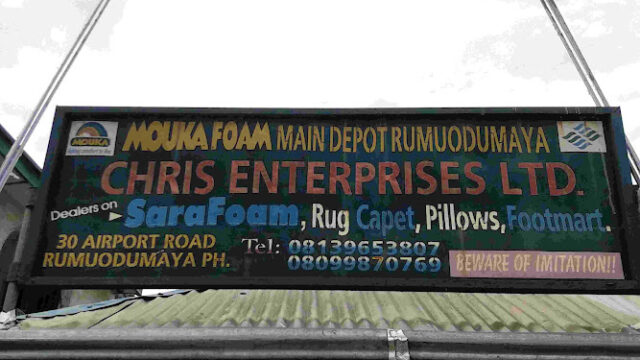 MOUKA
MOUKA FOAM MAIN DEPOT RUMUODUMAYA
CHRIS ENTERPRISES LTD.
Dealers on SaraFoam, Rug Capet, Pillows, Footmart.
30 AIRPORT ROAD
RUMUODUMAYA PH.
Tel: 08139653807
08099870769
BEWARE OF IMITATION!!